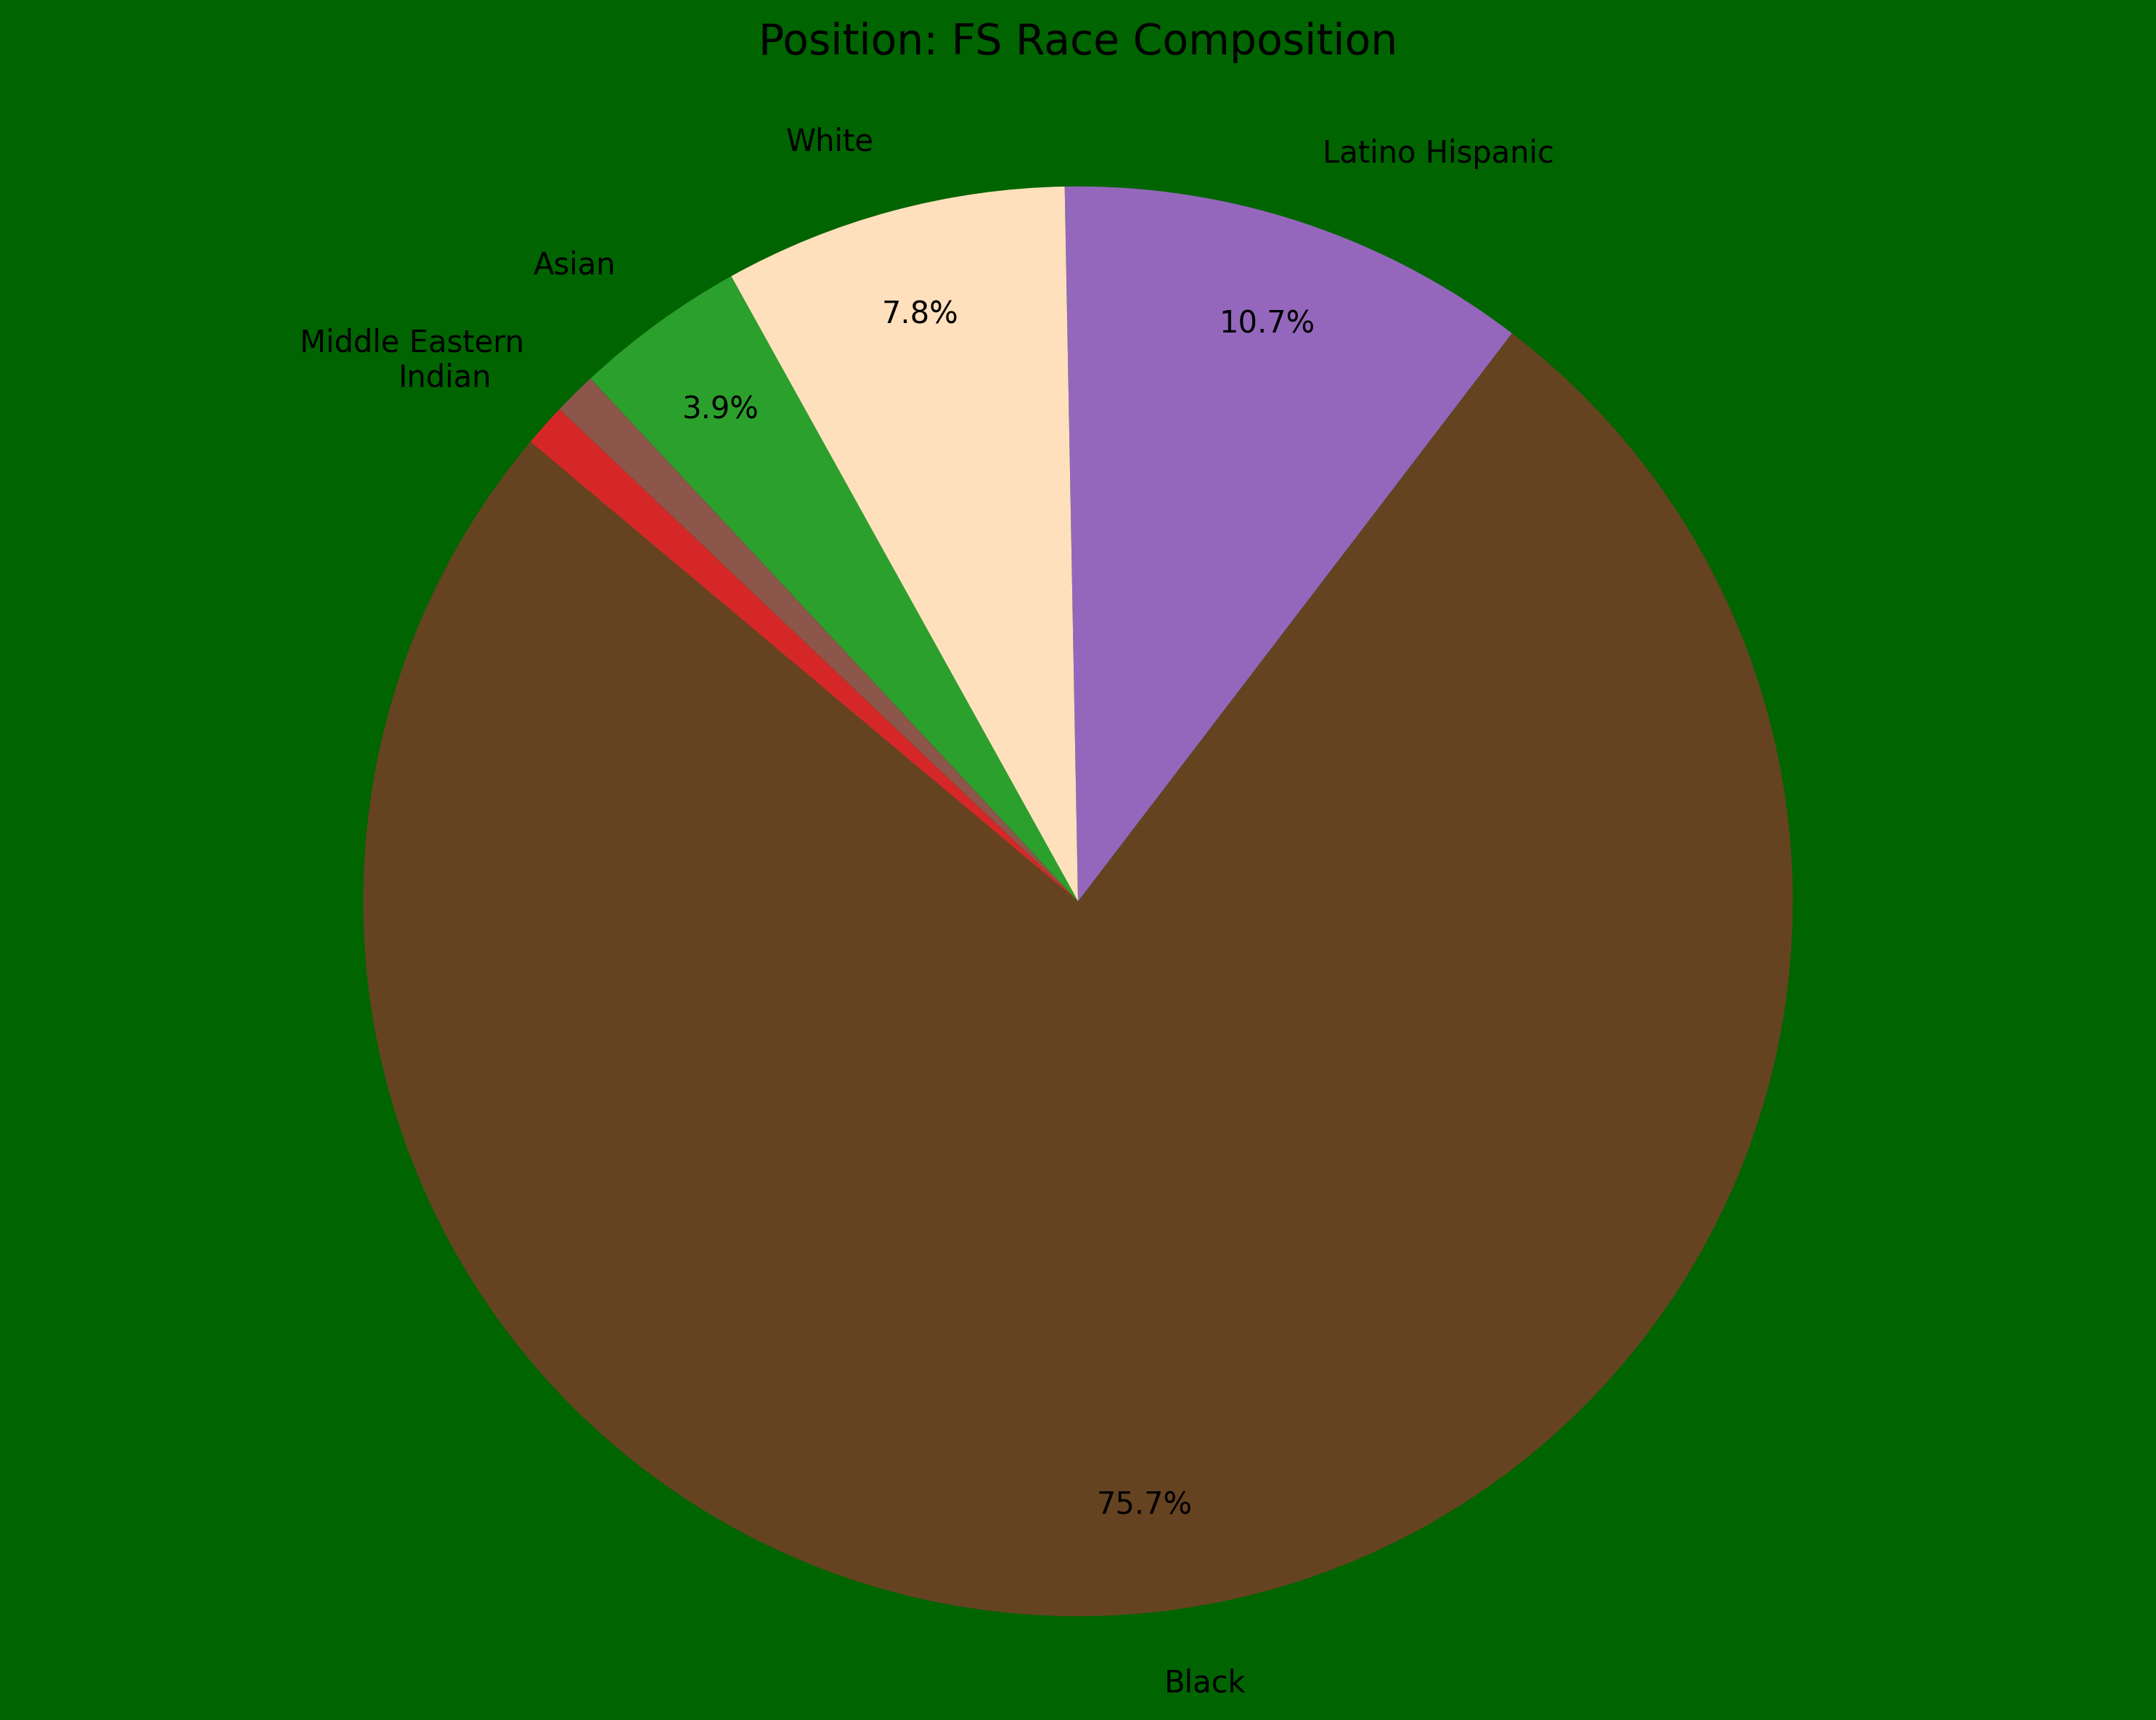 Position: FS Race Composition
White
Latino Hispanic
Asian
7.8%
10.7%
Middle Eastern
Indian
3.9%
75.7%
Black